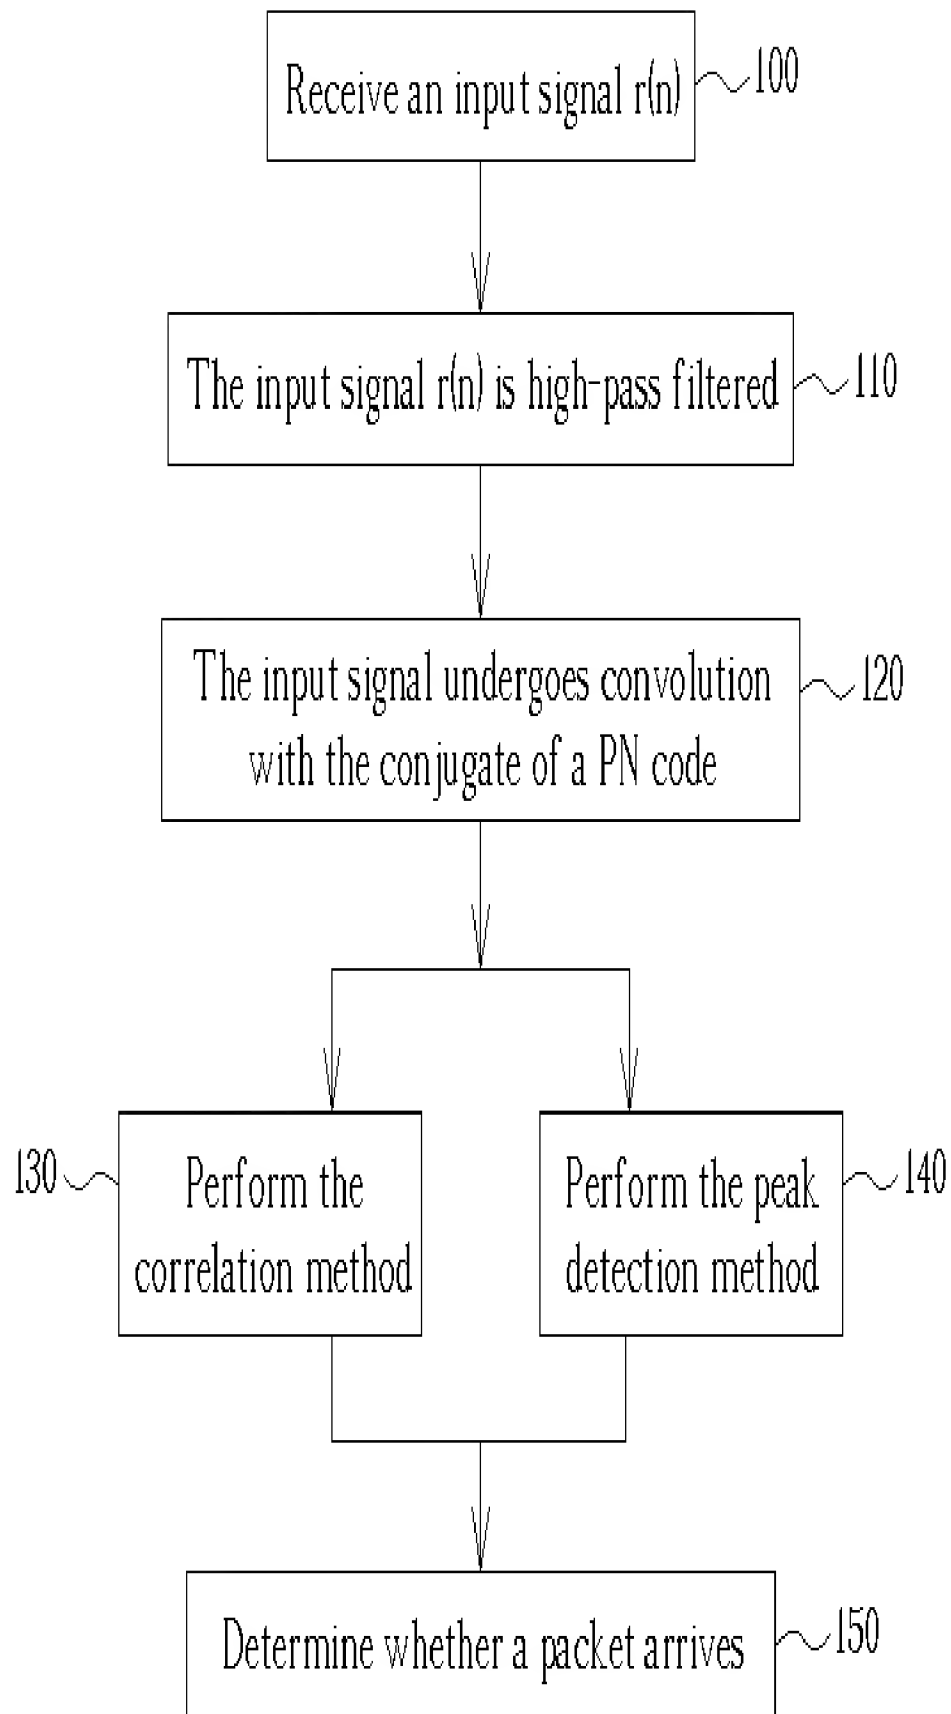 Receive an input signal r(n)
100
The input signal r(n) is high-pass filtered
110
The input signal undergoes convolution
with the conjugate of a PN code
120
130
Perform the
correlation method
Perform the peak
detection method
140
Determine whether a packet arrives
150